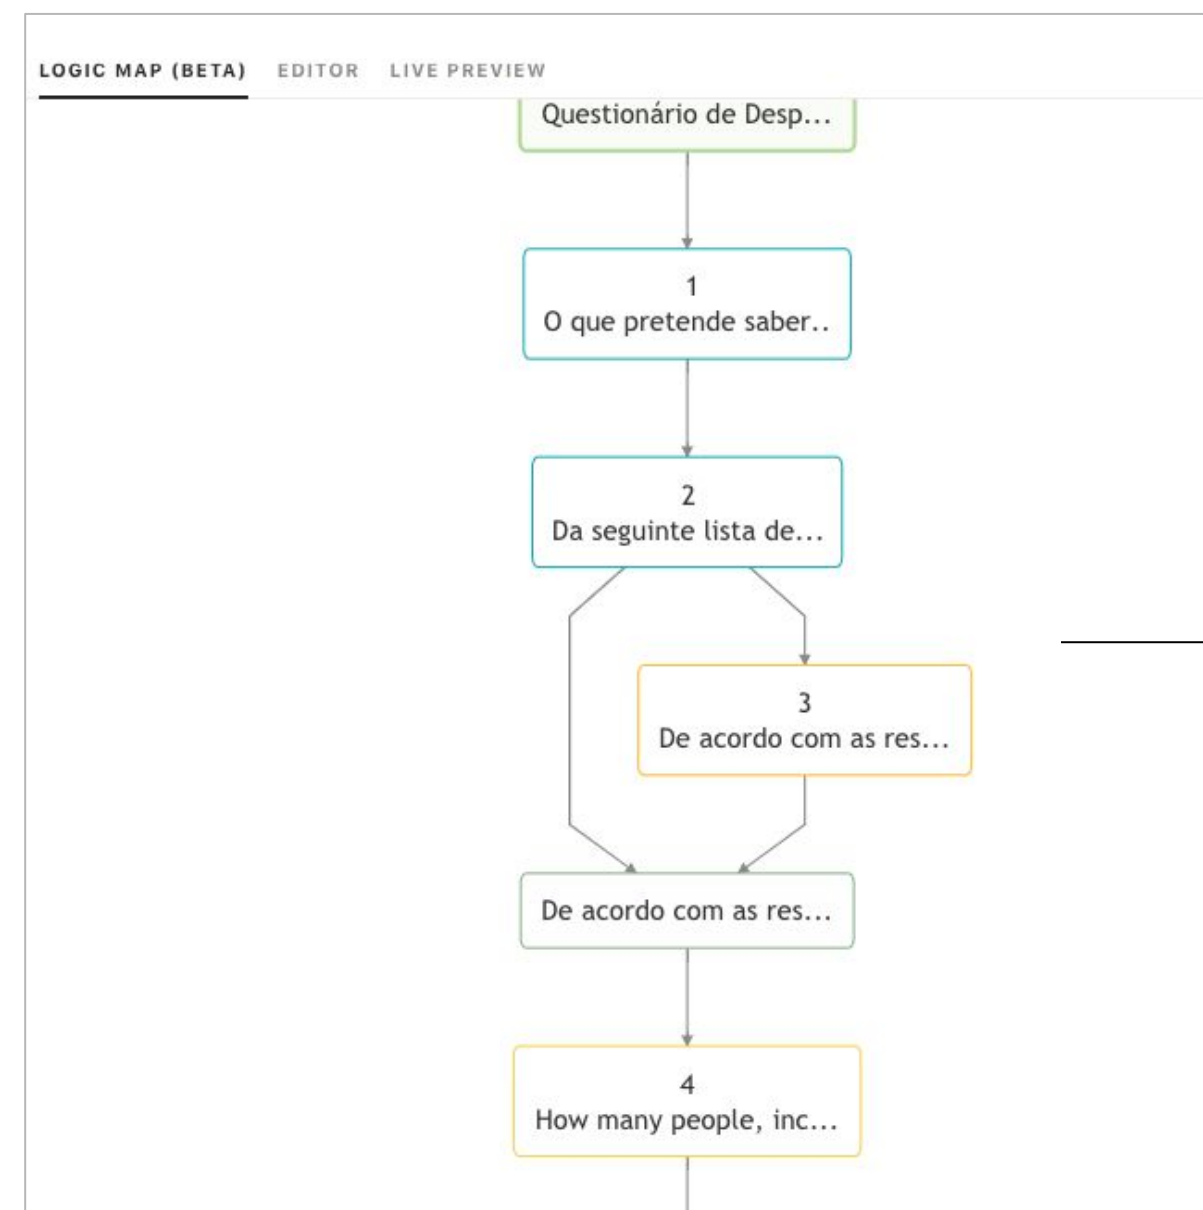 LOGIC MAP (BETA) EDITOR LIVE PREVIEW
Questionário de Desp...
1
O que pretende saber..
2
Da seguinte lista de...
3
De acordo com as res...
De acordo com as res...
4
How many people, inc...